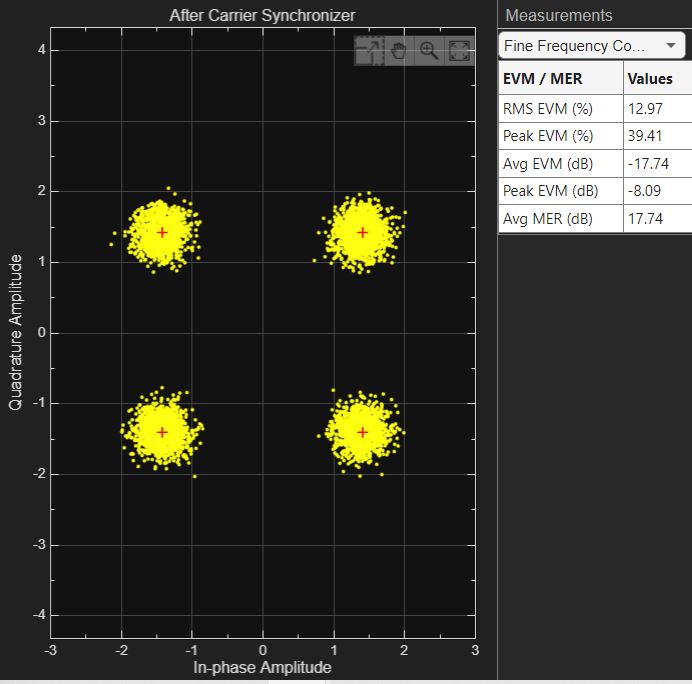 After Carrier Synchronizer
4
3
2
1
0
-1
-2
-3
-4
-3 -2 -1 0 1 2 3
In-phase Amplitude
Quadrature Amplitude
Measurements
Fine Frequency Co...
EVM / MER Values
RMS EVM (%) 12.97
Peak EVM (%) 39.41
Avg EVM (dB) -17.74
Peak EVM (dB) -8.09
Avg MER (dB) 17.74